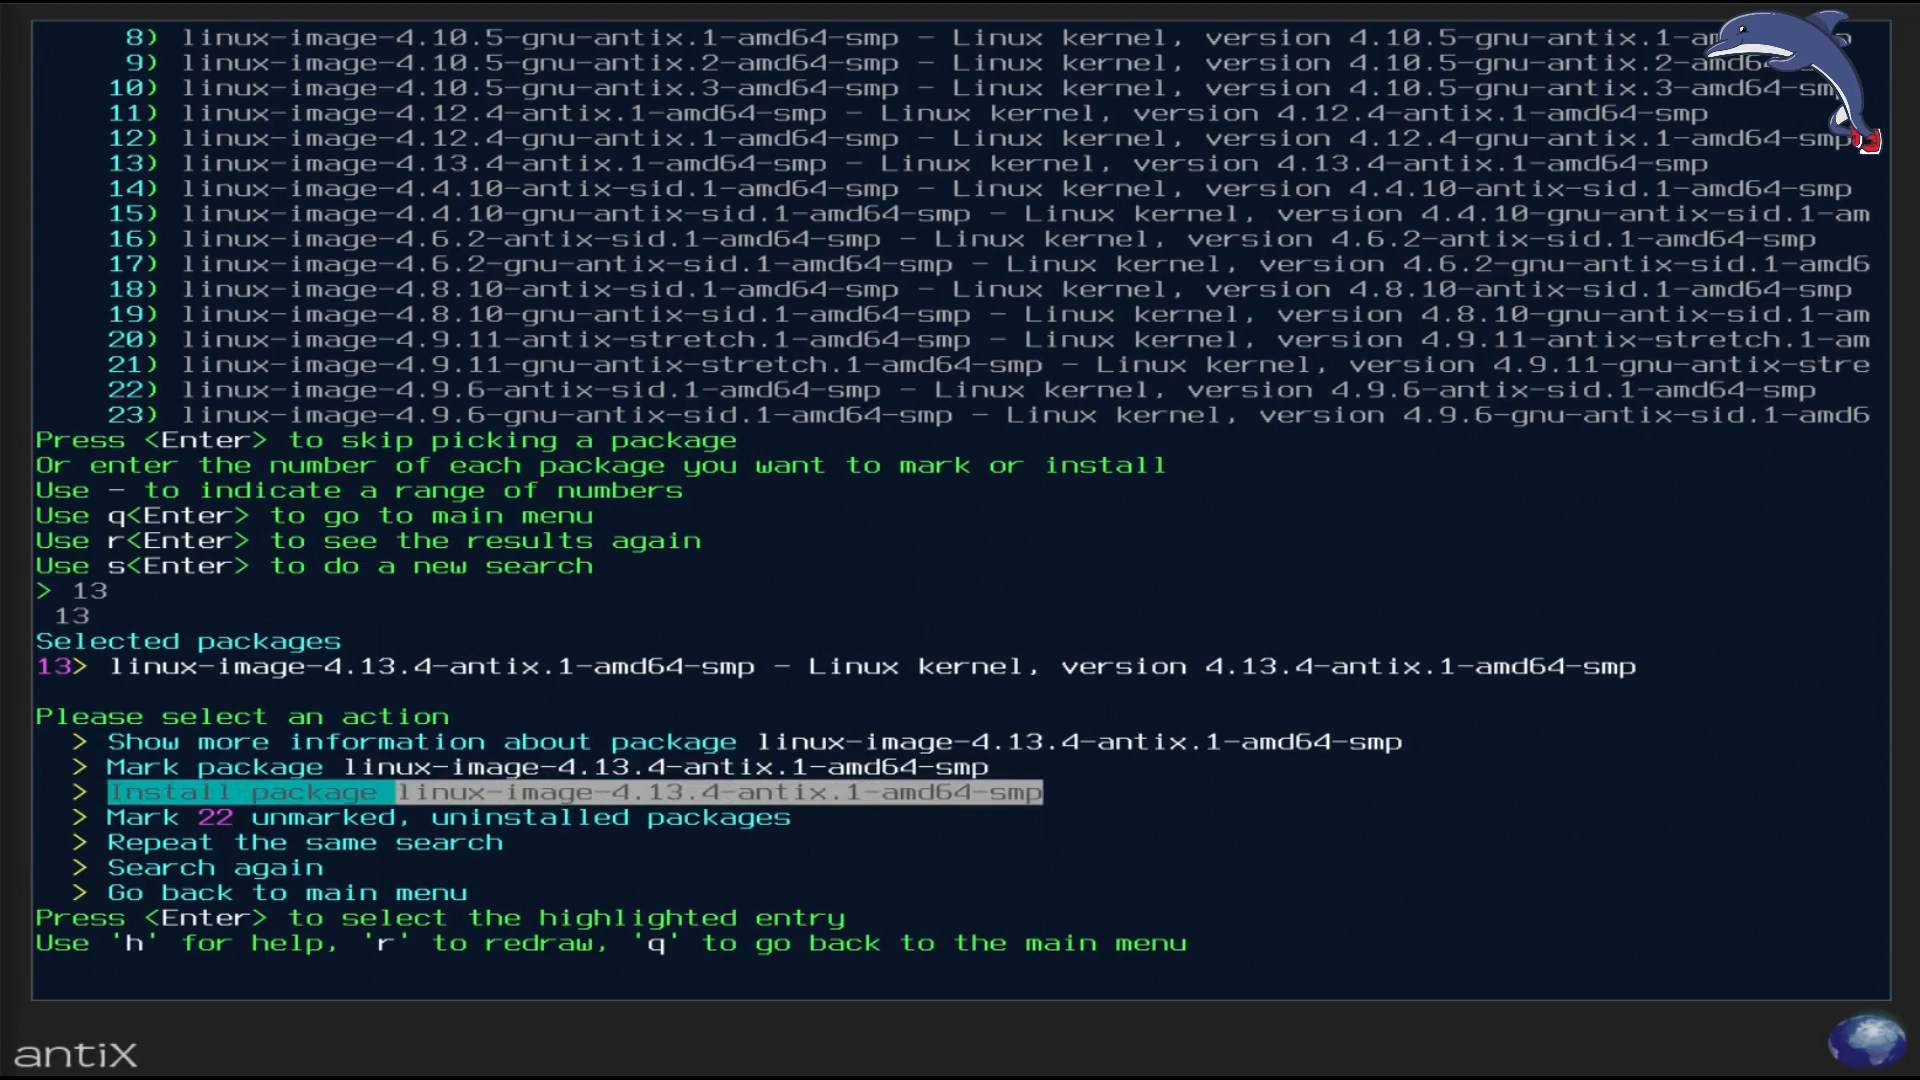 8) linux-image-4.10.5-gnu-antix.1-amd64-smp - Linux kernel, version 4.10.5-gnu-antix.1-am
9) linux-image-4.10.5-gnu-antix.2-amd64-smp - Linux kernel, version 4.10.5-gnu-antix.2-amd6
10) linux-image-4.10.5-gnu-antix.3-amd64-smp - Linux kernel, version 4.10.5-gnu-antix.3-amd64-sm
11) linux-image-4.12.4-antix.1-amd64-smp - Linux kernel, version 4.12.4-antix.1-amd64-smp
12) linux-image-4.12.4-gnu-antix.1-amd64-smp - Linux kernel, version 4.12.4-gnu-antix.1-amd64-smp
13) linux-image-4.13.4-antix.1-amd64-smp - Linux kernel, version 4.13.4-antix.1-amd64-smp
14) linux-image-4.4.10-antix-sid.1-amd64-smp - Linux kernel, version 4.4.10-antix-sid.1-amd64-smp
15) linux-image-4.4.10-gnu-antix-sid.1-amd64-smp - Linux kernel, version 4.4.10-gnu-antix-sid.1-am
16) linux-image-4.6.2-antix-sid.1-amd64-smp - Linux kernel, version 4.6.2-antix-sid.1-amd64-smp
17) linux-image-4.6.2-gnu-antix-sid.1-amd64-smp - Linux kernel, version 4.6.2-gnu-antix-sid.1-amd6
18) linux-image-4.8.10-antix-sid.1-amd64-smp - Linux kernel, version 4.8.10-antix-sid.1-amd64-smp
19) linux-image-4.8.10-gnu-antix-sid.1-amd64-smp - Linux kernel, version 4.8.10-gnu-antix-sid.1-am
20) linux-image-4.9.11-antix-stretch.1-amd64-smp - Linux kernel, version 4.9.11-antix-stretch.1-am
21) linux-image-4.9.11-gnu-antix-stretch.1-amd64-smp - Linux kernel, version 4.9.11-gnu-antix-stre
22) linux-image-4.9.6-antix-sid.1-amd64-smp - Linux kernel, version 4.9.6-antix-sid.1-amd64-smp
23) linux-image-4.9.6-gnu-antix-sid.1-amd64-smp - Linux kernel, version 4.9.6-gnu-antix-sid.1-amd6
Press <Enter> to skip picking a package
Or enter the number of each package you want to mark or install
Use - to indicate a range of numbers
Use q<Enter> to go to main menu
Use r<Enter> to see the results again
Use s<Enter> to do a new search
> 13
13
Selected packages
13> linux-image-4.13.4-antix.1-amd64-smp - Linux kernel, version 4.13.4-antix.1-amd64-smp
Please select an action
> Show more information about package linux-image-4.13.4-antix.1-amd64-smp
> Mark package linux-image-4.13.4-antix.1-amd64-smp
> Install package linux-image-4.13.4-antix.1-amd64-smp
> Mark 22 unmarked, uninstalled packages
> Repeat the same search
> Search again
> Go back to main menu
Press <Enter> to select the highlighted entry
Use 'h' for help, 'r' to redraw, 'q' to go back to the main menu
antiX